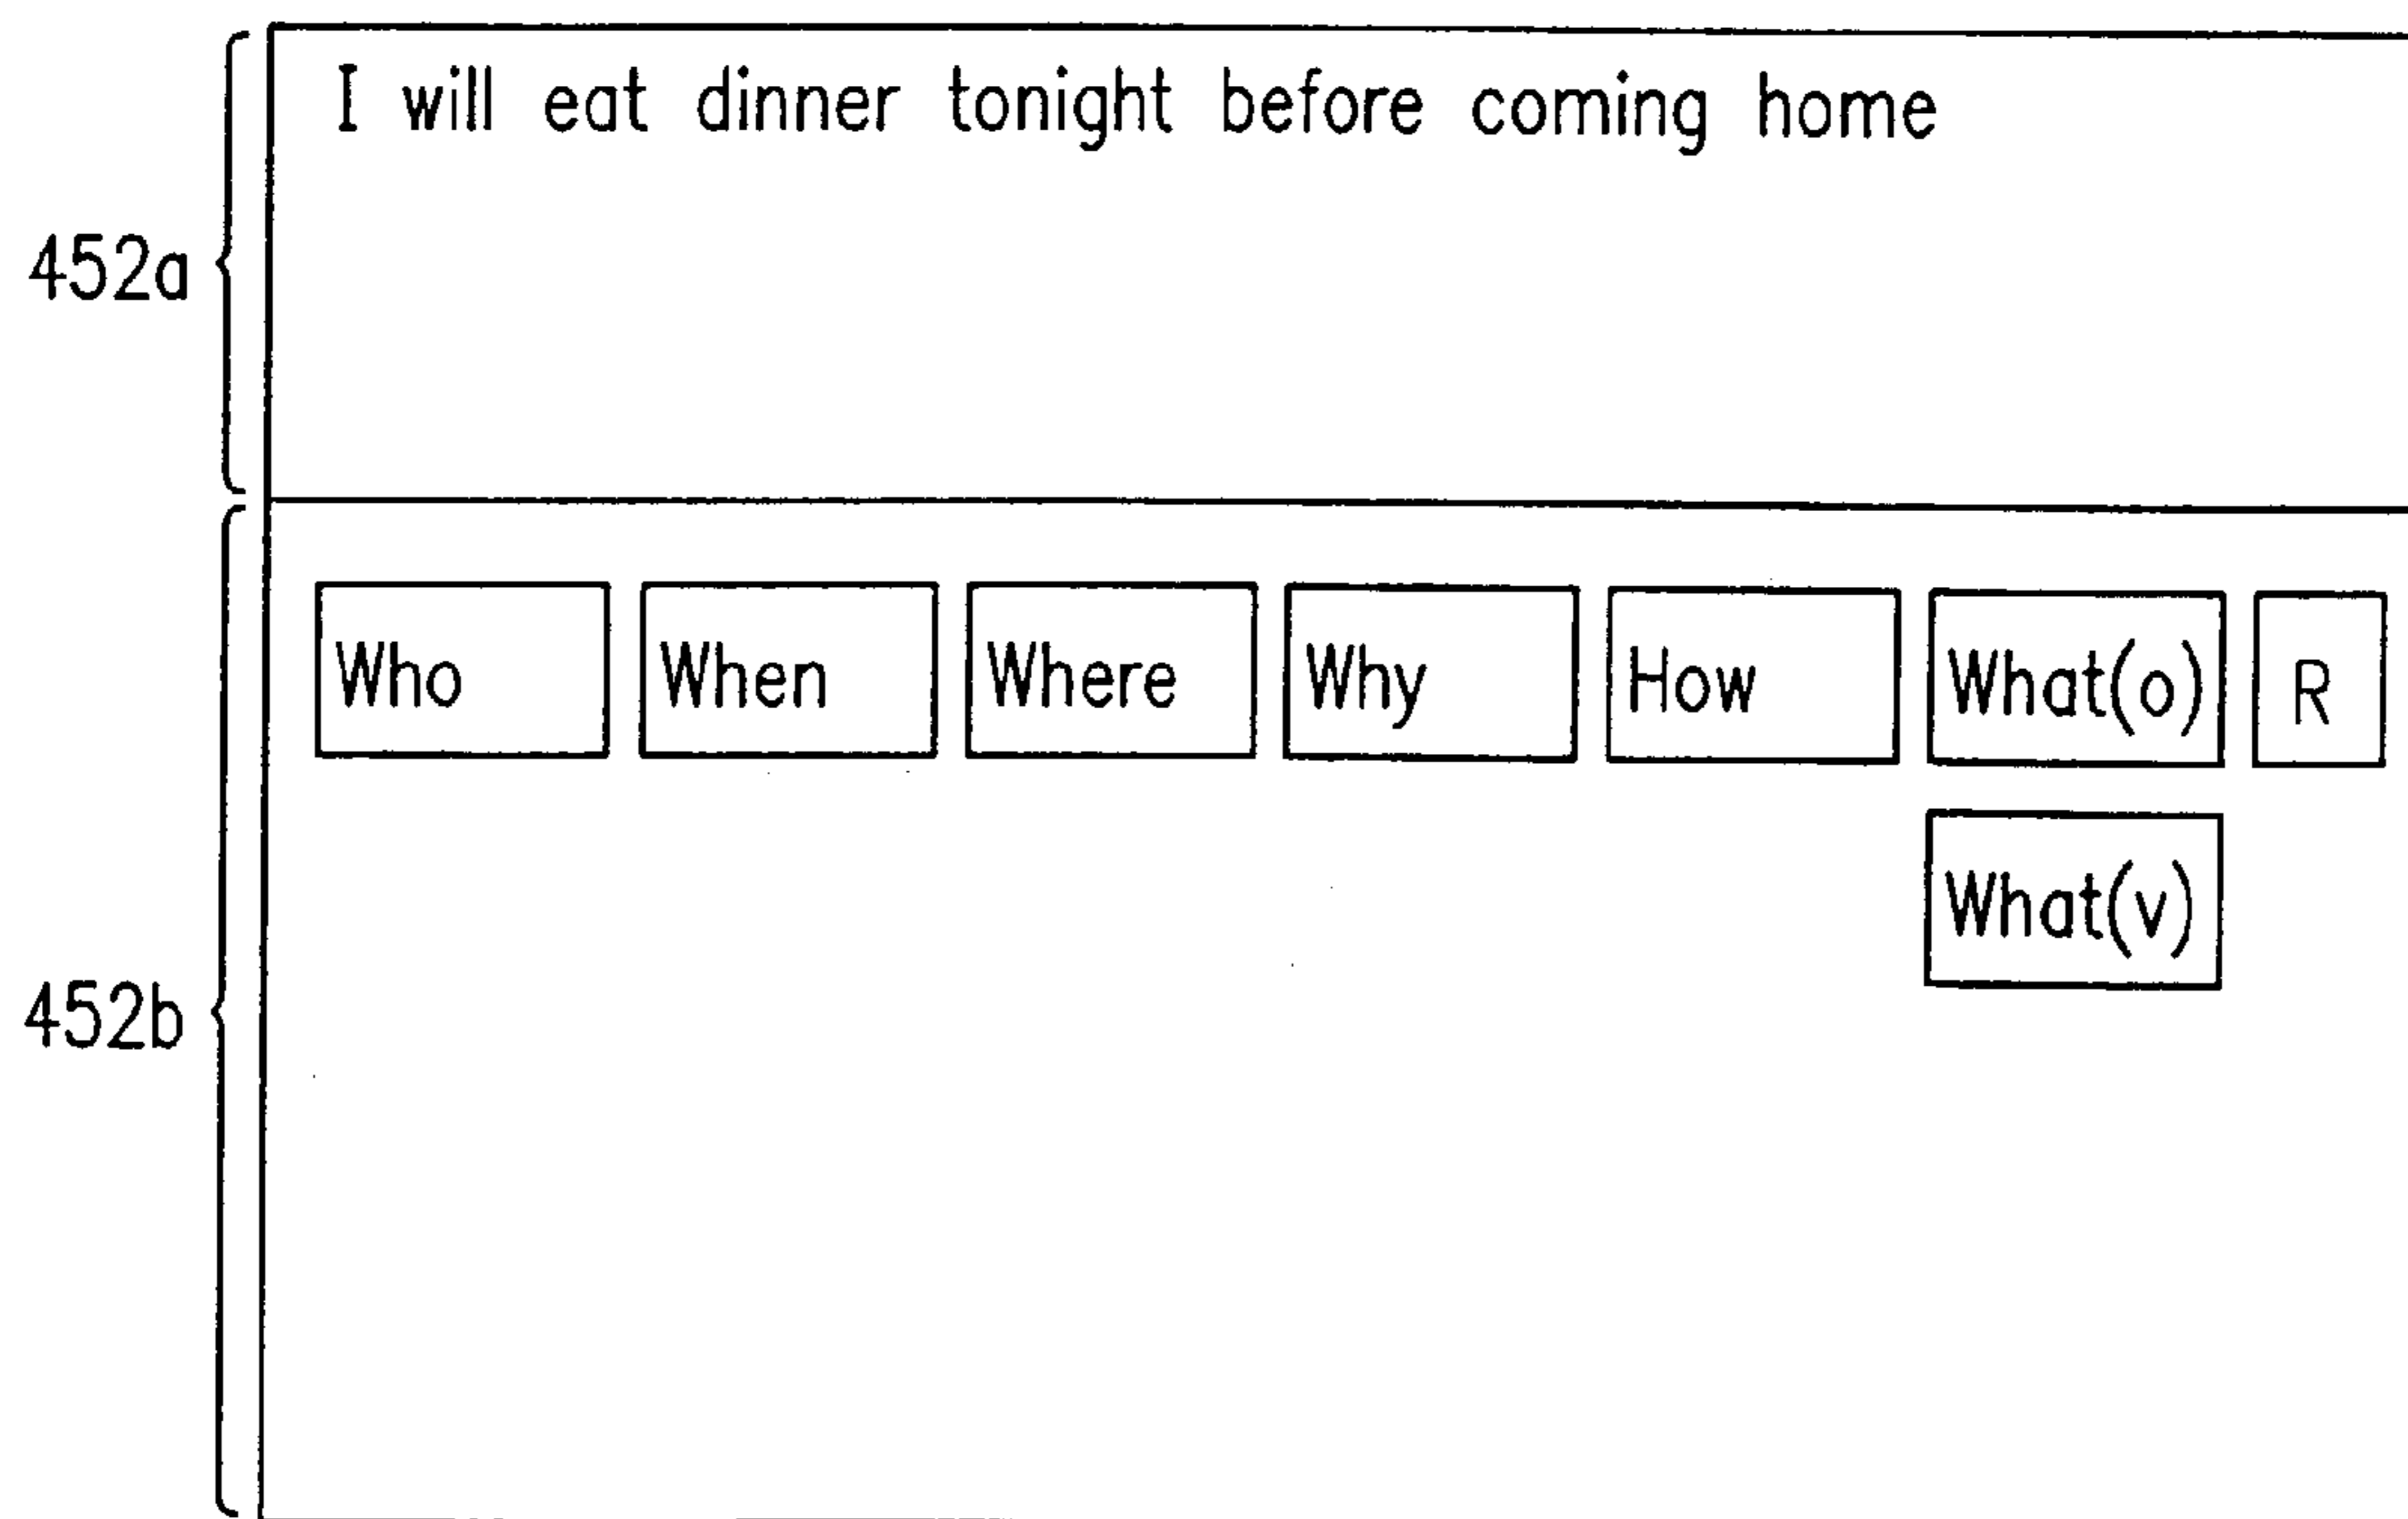 I will eat dinner tonight before coming home
452a
Who When Where Why How What(o) R
What(v)
452b